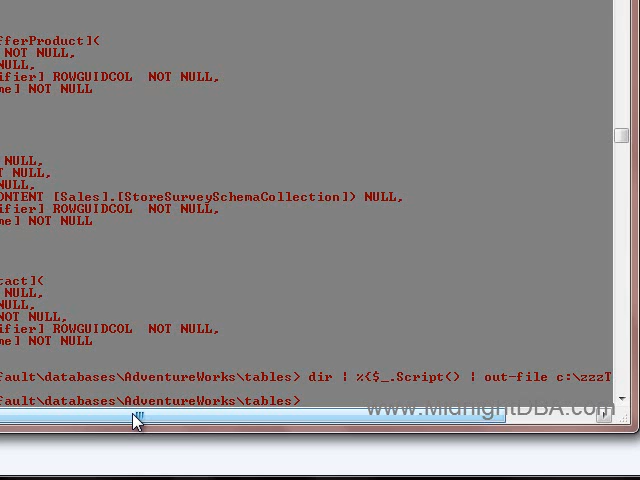 fferProduct](
NOT NULL,
NULL,
ifier] ROWGUIDCOL  NOT NULL,
me] NOT NULL
NULL,
T NULL,
NULL,
ONTENT [Sales].[StoreSurveySchemaCollection]) NULL,
ifier] ROWGUIDCOL  NOT NULL,
me] NOT NULL
tact](
NULL,
NULL,
NOT NULL,
ifier] ROWGUIDCOL  NOT NULL,
me] NOT NULL
fault\databases\AdventureWorks\tables> dir | %{$_.Script() | out-file c:\zzzT
fault\databases\AdventureWorks\tables>
www.MidnightDBA.com